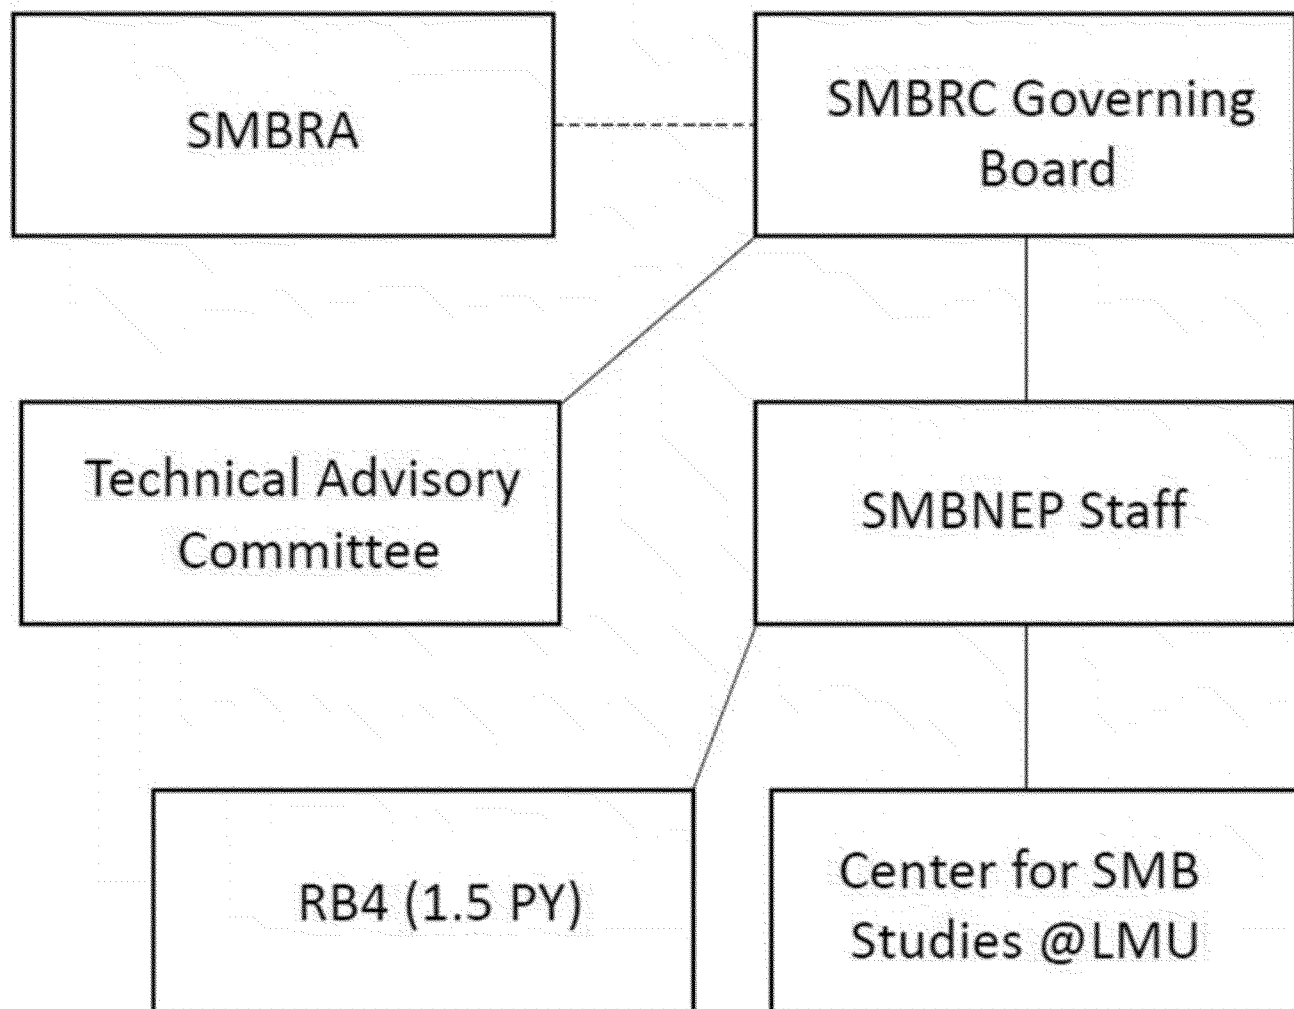 SMBRA
SMBRC Governing
Board
Technical Advisory
Committee
SMBNEP Staff
RB4 (1.5 PY)
Center for SMB
Studies @LMU